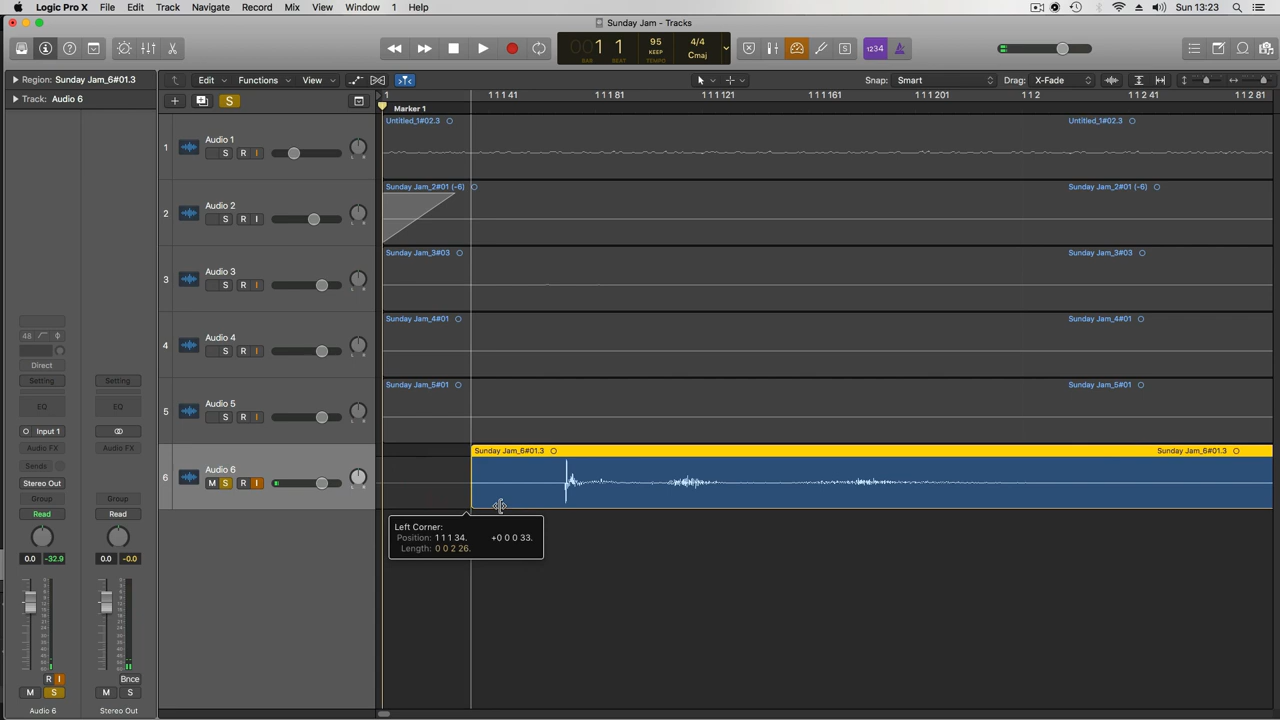 Logic Pro X File Edit Track Navigate Record Mix View Window 1 Help Sun 13:23
Sunday Jam - Tracks
001 1 95 4/4
KEEP Cmaj
BAR BEAT TEMPO
1234
Region: Sunday Jam_6#01.3
Track: Audio 6
Edit Functions View Snap: Smart Drag: X-Fade
S
1 1 1 1 41 1 1 1 81 1 1 1 121 1 1 1 161 1 1 1 201 1 1 2 1 1 2 41 1 1 2 81
Marker 1
1 Audio 1 S R I L R
Untitled_1#02.3 Untitled_1#02.3
2 Audio 2 S R I L R
Sunday Jam_2#01 (-6) Sunday Jam_2#01 (-6)
3 Audio 3 S R I L R
Sunday Jam_3#03 Sunday Jam_3#03
4 Audio 4 S R I L R
Sunday Jam_4#01 Sunday Jam_4#01
5 Audio 5 S R I L R
Sunday Jam_5#01 Sunday Jam_5#01
6 Audio 6 M S R I L R
Sunday Jam_6#01.3 Sunday Jam_6#01.3
Left Corner:
Position: 1 1 1 34. +0 0 0 33.
Length: 0 0 2 26.
48
Direct
Setting Setting
EQ EQ
Input 1
Audio FX Audio FX
Sends
Stereo Out
Group Group
Read Read
0.0 -32.9 0.0 -0.0
R I Bnce
M S M S
Audio 6 Stereo Out